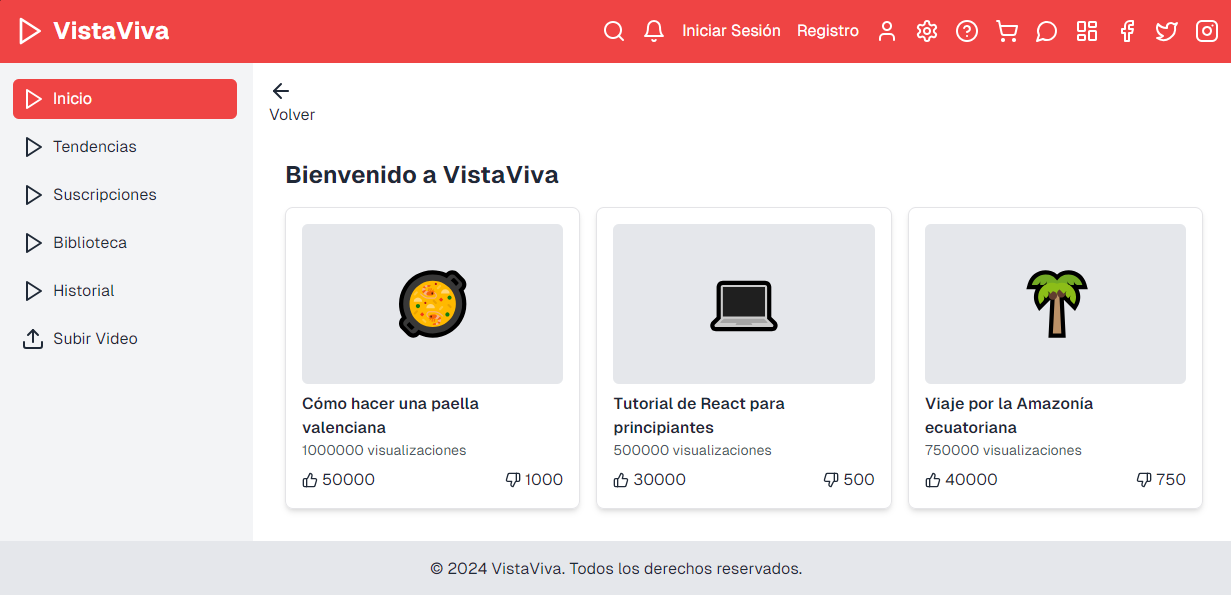 VistaViva
Iniciar Sesión
Registro
Inicio
Tendencias
Suscripciones
Biblioteca
Historial
Subir Video
Volver
Bienvenido a VistaViva
Cómo hacer una paella
valenciana
1000000 visualizaciones
50000 1000
Tutorial de React para
principiantes
500000 visualizaciones
30000 500
Viaje por la Amazonía
ecuatoriana
750000 visualizaciones
40000 750
© 2024 VistaViva. Todos los derechos reservados.